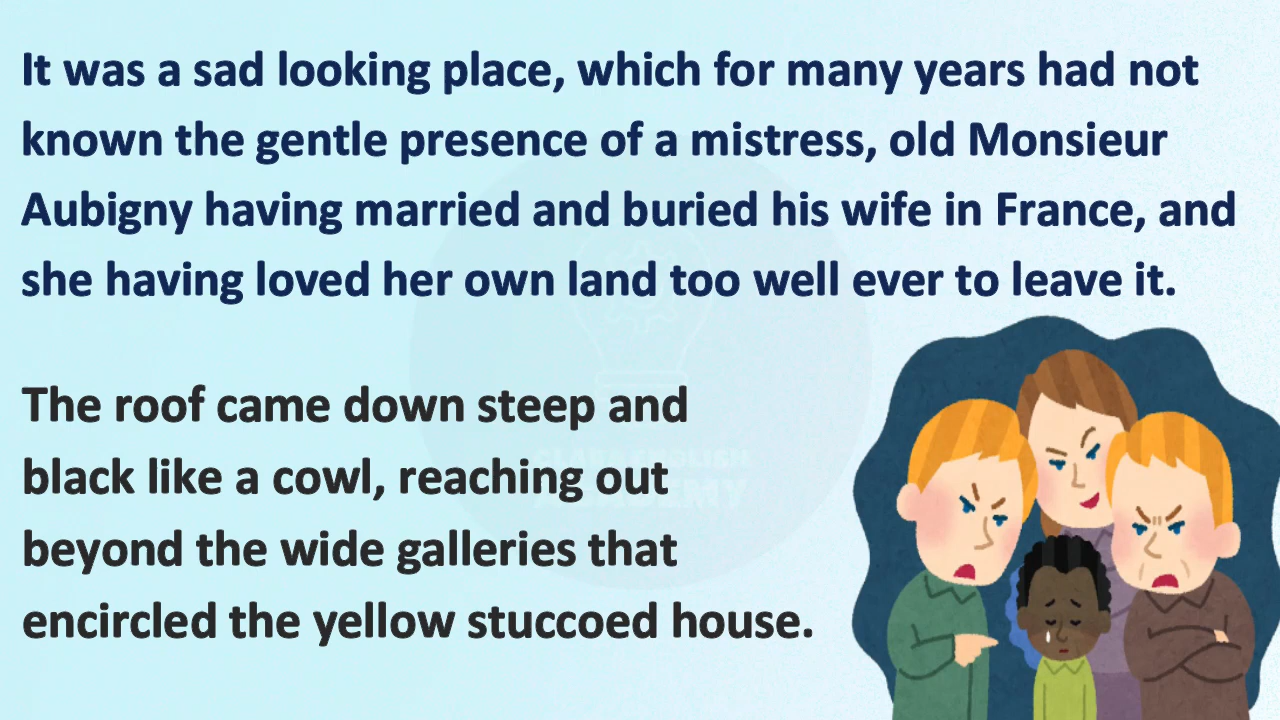 It was a sad looking place, which for many years had not
known the gentle presence of a mistress, old Monsieur
Aubigny having married and buried his wife in France, and
she having loved her own land too well ever to leave it.
The roof came down steep and
black like a cowl, reaching out
beyond the wide galleries that
encircled the yellow stuccoed house.
ENGLISH
ACADEMY